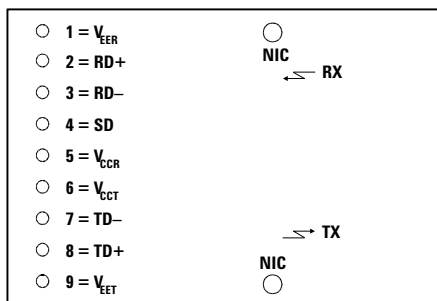 1 = VEER
2 = RD+
3 = RD–
4 = SD
5 = VCCR
6 = VCCT
7 = TD–
8 = TD+
9 = VEET
NIC
RX
TX
NIC